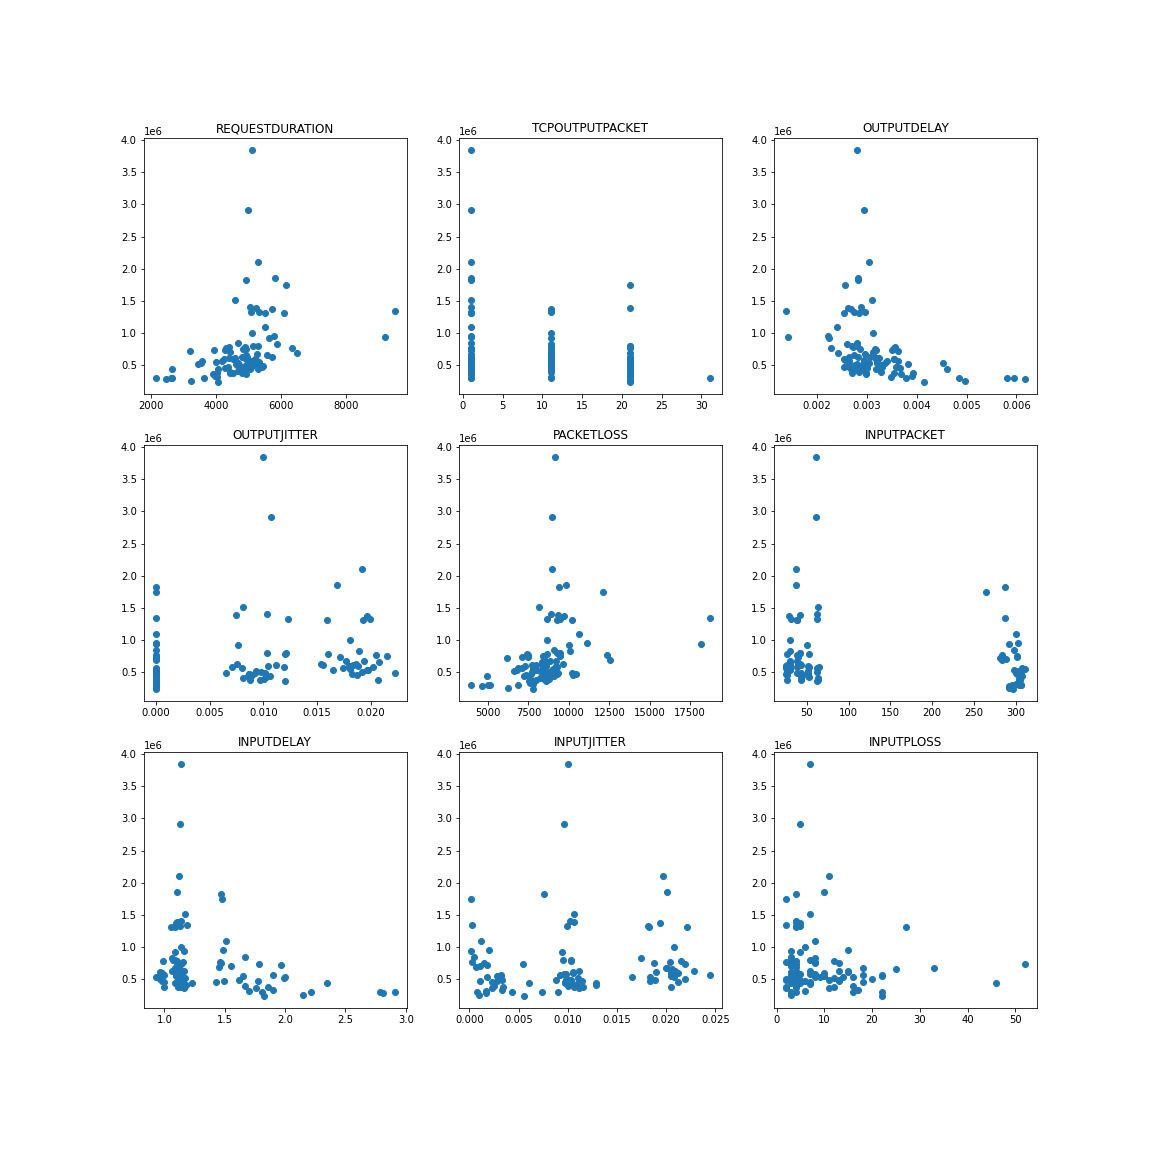 REQUESTDURATION TCPOUTPUTPACKET OUTPUTDELAY
1e6 1e6 1e6
4.0 4.0 4.0
3.5 3.5 3.5
3.0 3.0 3.0
2.5 2.5 2.5
2.0 2.0 2.0
1.5 1.5 1.5
1.0 1.0 1.0
0.5 0.5 0.5
2000 4000 6000 8000 0 5 10 15 20 25 30 0.002 0.003 0.004 0.005 0.006
OUTPUTJITTER PACKETLOSS INPUTPACKET
1e6 1e6 1e6
4.0 4.0 4.0
3.5 3.5 3.5
3.0 3.0 3.0
2.5 2.5 2.5
2.0 2.0 2.0
1.5 1.5 1.5
1.0 1.0 1.0
0.5 0.5 0.5
0.000 0.005 0.010 0.015 0.020 5000 7500 10000 12500 15000 17500 50 100 150 200 250 300
INPUTDELAY INPUTJITTER INPUTPLOSS
1e6 1e6 1e6
4.0 4.0 4.0
3.5 3.5 3.5
3.0 3.0 3.0
2.5 2.5 2.5
2.0 2.0 2.0
1.5 1.5 1.5
1.0 1.0 1.0
0.5 0.5 0.5
1.0 1.5 2.0 2.5 3.0 0.000 0.005 0.010 0.015 0.020 0.025 0 10 20 30 40 50